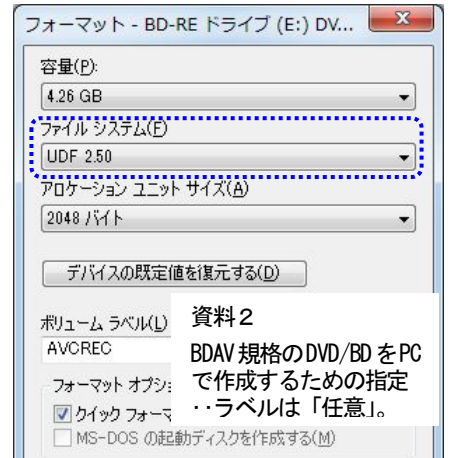 フォーマット - BD-RE ドライブ (E:) DV...
容量(P):
4.26 GB
ファイル システム(F)
UDF 2.50
アロケーション ユニット サイズ(A)
2048 バイト
デバイスの既定値を復元する(D)
ボリューム ラベル(L)
AVCREC
資料2
BDAV規格のDVD/BDをPC
で作成するための指定
‥ラベルは「任意」。
フォーマット オプシ
クイック フォーマ
MS-DOS の起動ディスクを作成する(M)